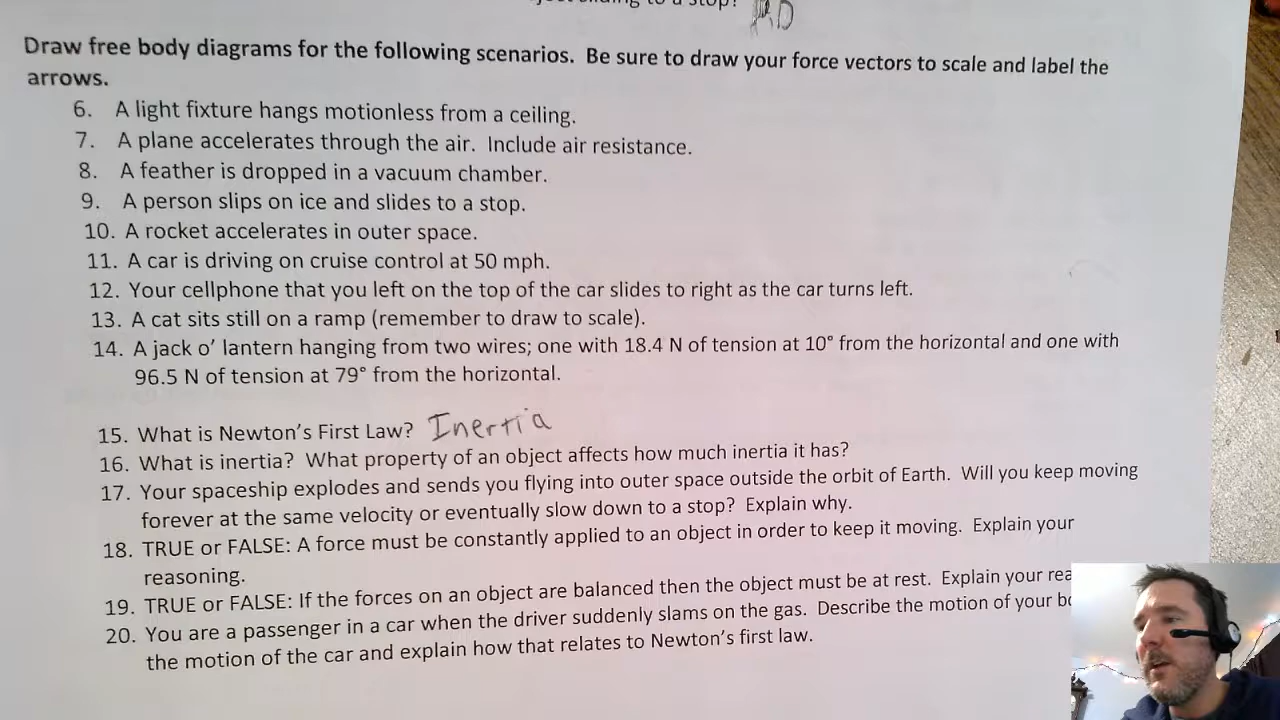 to a stop? RD
Draw free body diagrams for the following scenarios. Be sure to draw your force vectors to scale and label the
arrows.
6. A light fixture hangs motionless from a ceiling.
7. A plane accelerates through the air. Include air resistance.
8. A feather is dropped in a vacuum chamber.
9. A person slips on ice and slides to a stop.
10. A rocket accelerates in outer space.
11. A car is driving on cruise control at 50 mph.
12. Your cellphone that you left on the top of the car slides to right as the car turns left.
13. A cat sits still on a ramp (remember to draw to scale).
14. A jack o' lantern hanging from two wires; one with 18.4 N of tension at 10° from the horizontal and one with
96.5 N of tension at 79° from the horizontal.
15. What is Newton's First Law? Inertia
16. What is inertia? What property of an object affects how much inertia it has?
17. Your spaceship explodes and sends you flying into outer space outside the orbit of Earth. Will you keep moving
forever at the same velocity or eventually slow down to a stop? Explain why.
18. TRUE or FALSE: A force must be constantly applied to an object in order to keep it moving. Explain your
reasoning.
19. TRUE or FALSE: If the forces on an object are balanced then the object must be at rest. Explain your
20. You are a passenger in a car when the driver suddenly slams on the gas. Describe the motion of your
the motion of the car and explain how that relates to Newton's first law.